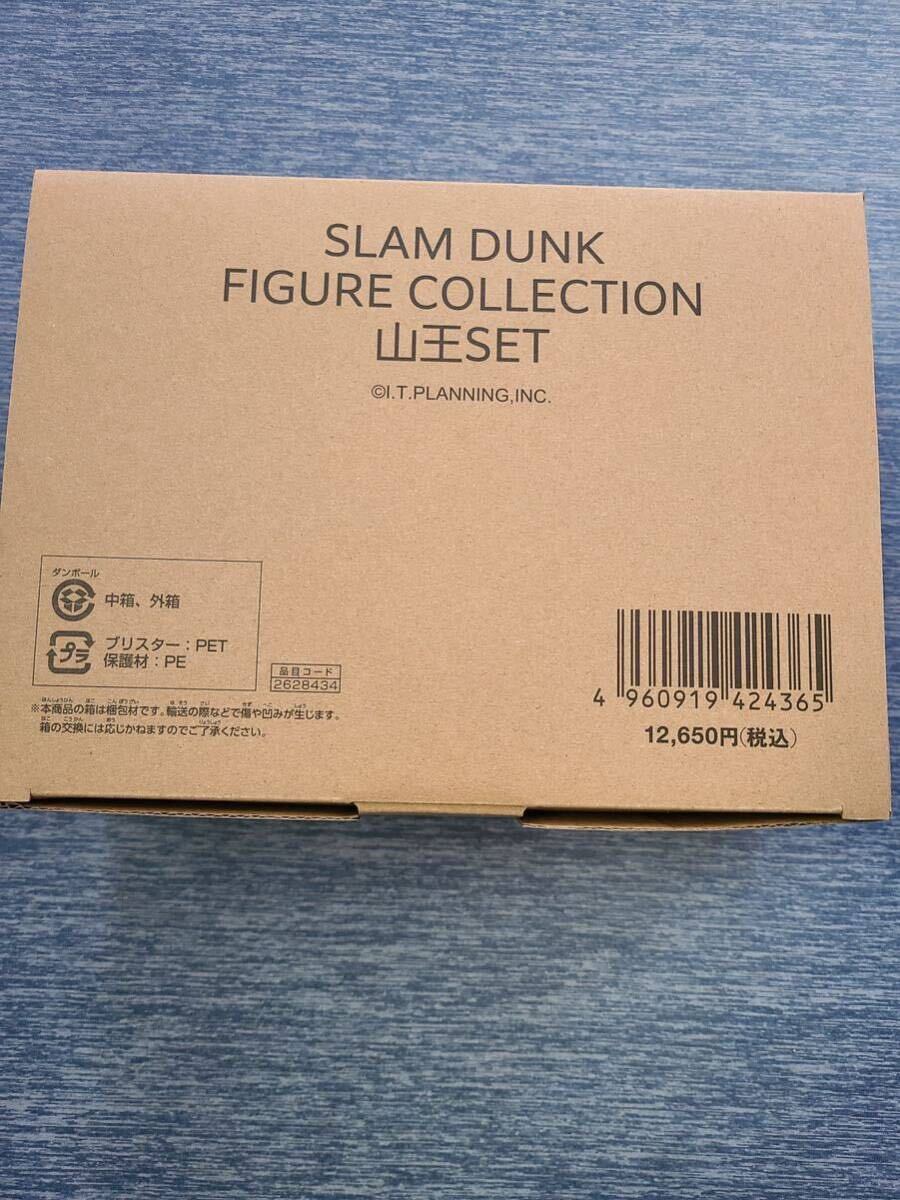 SLAM DUNK
FIGURE COLLECTION
山王SET
©I.T.PLANNING,INC.
ダンボール
中箱、外箱
プラ
ブリスター：PET
保護材：PE
品目コード
2628434
※本商品の箱は梱包材です。輸送の際などで傷や凹みが生じます。
箱の交換には応じかねますのでご了承ください。
4 960919 424365
12,650円(税込)